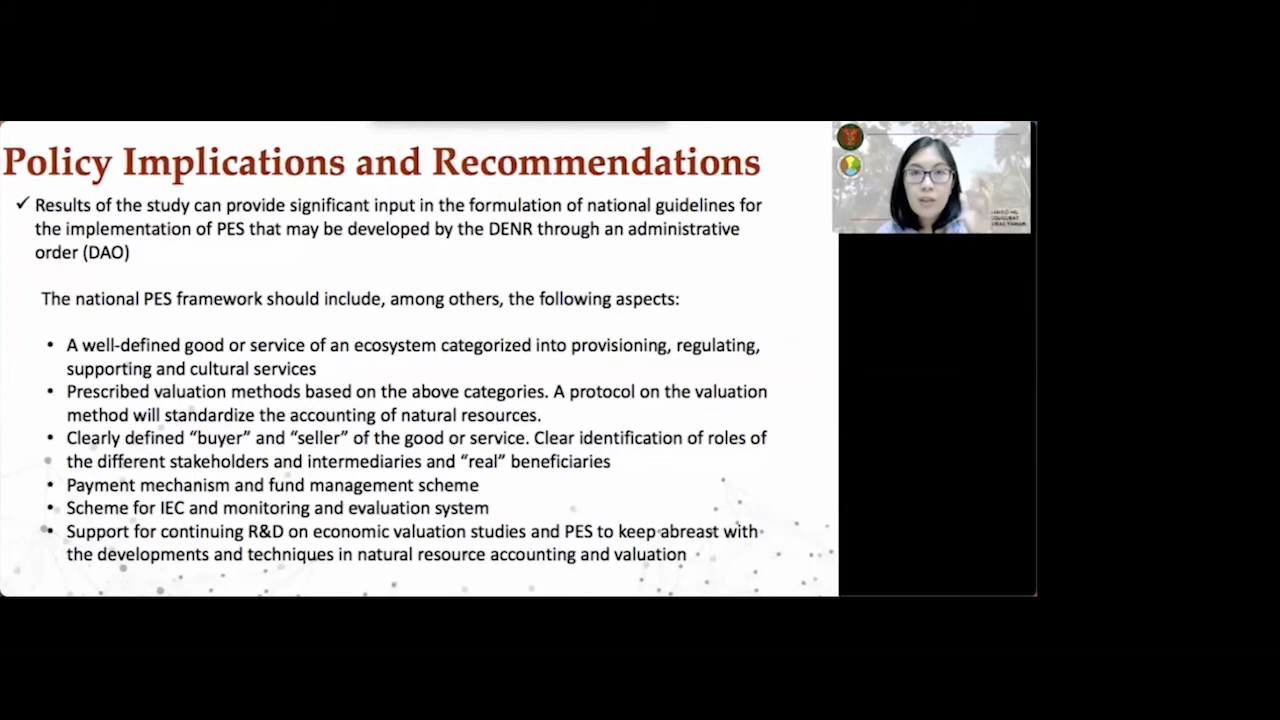 Policy Implications and Recommendations
✓ Results of the study can provide significant input in the formulation of national guidelines for
the implementation of PES that may be developed by the DENR through an administrative
order (DAO)
The national PES framework should include, among others, the following aspects:
• A well-defined good or service of an ecosystem categorized into provisioning, regulating,
supporting and cultural services
• Prescribed valuation methods based on the above categories. A protocol on the valuation
method will standardize the accounting of natural resources.
• Clearly defined “buyer” and “seller” of the good or service. Clear identification of roles of
the different stakeholders and intermediaries and “real” beneficiaries
• Payment mechanism and fund management scheme
• Scheme for IEC and monitoring and evaluation system
• Support for continuing R&D on economic valuation studies and PES to keep abreast with
the developments and techniques in natural resource accounting and valuation